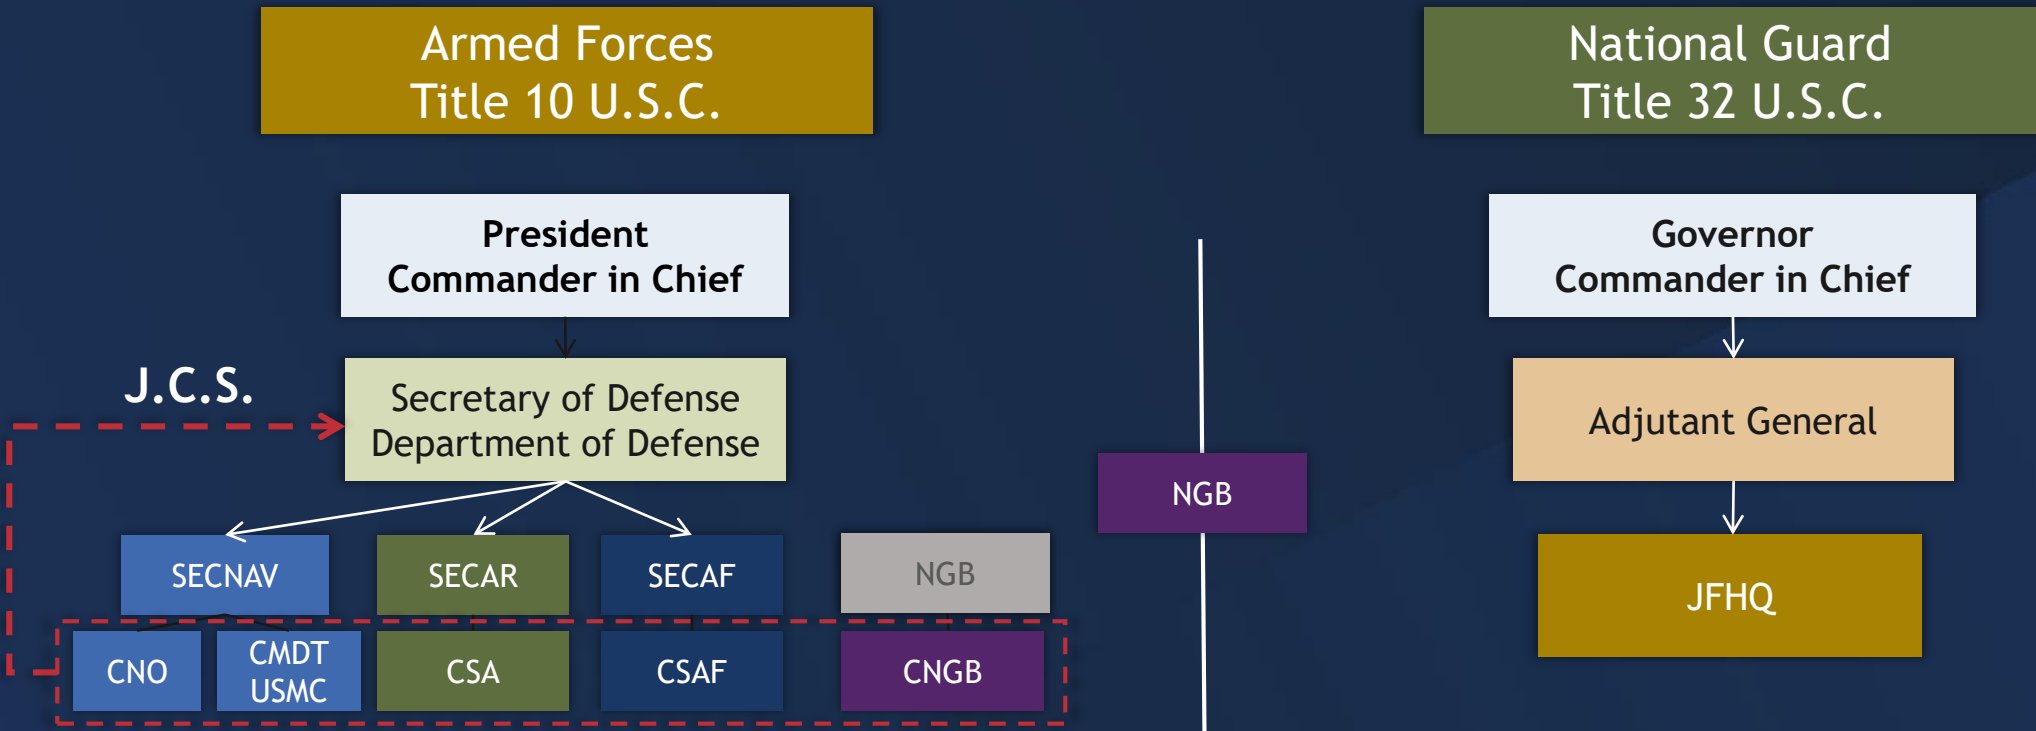 Armed Forces
Title 10 U.S.C.
National Guard
Title 32 U.S.C.
President
Commander in Chief
Governor
Commander in Chief
J.C.S.
Secretary of Defense
Department of Defense
Adjutant General
NGB
SECNAV
SECAR
SECAF
NGB
JFHQ
CNO
CMDT
USMC
CSA
CSAF
CNGB